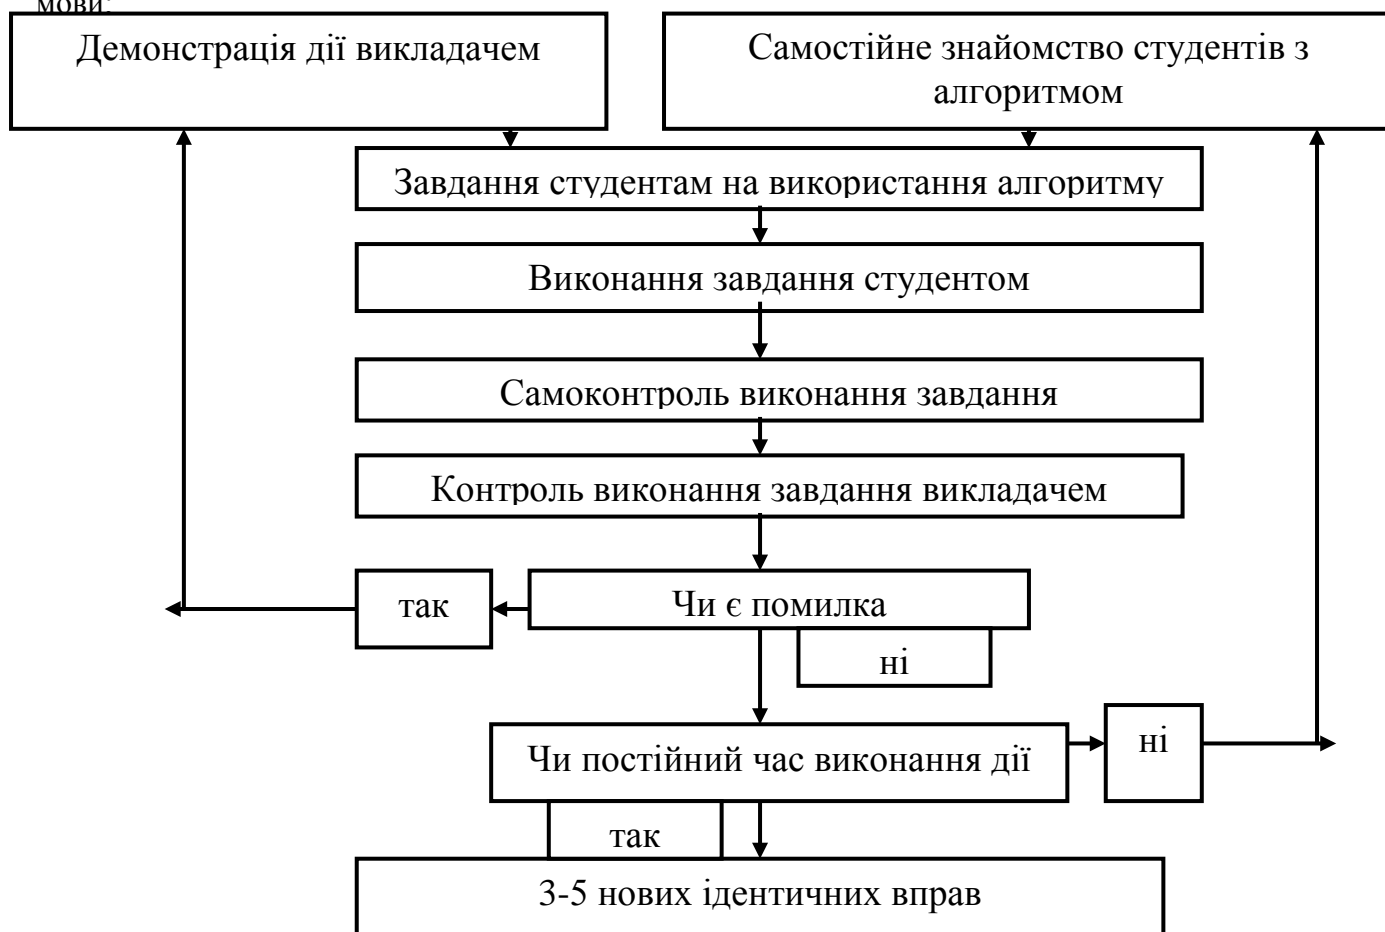 мови:
Демонстрація дії викладачем
Самостійне знайомство студентів з
алгоритмом
Завдання студентам на використання алгоритму
Виконання завдання студентом
Самоконтроль виконання завдання
Контроль виконання завдання викладачем
так
Чи є помилка
ні
Чи постійний час виконання дії
ні
так
3-5 нових ідентичних вправ